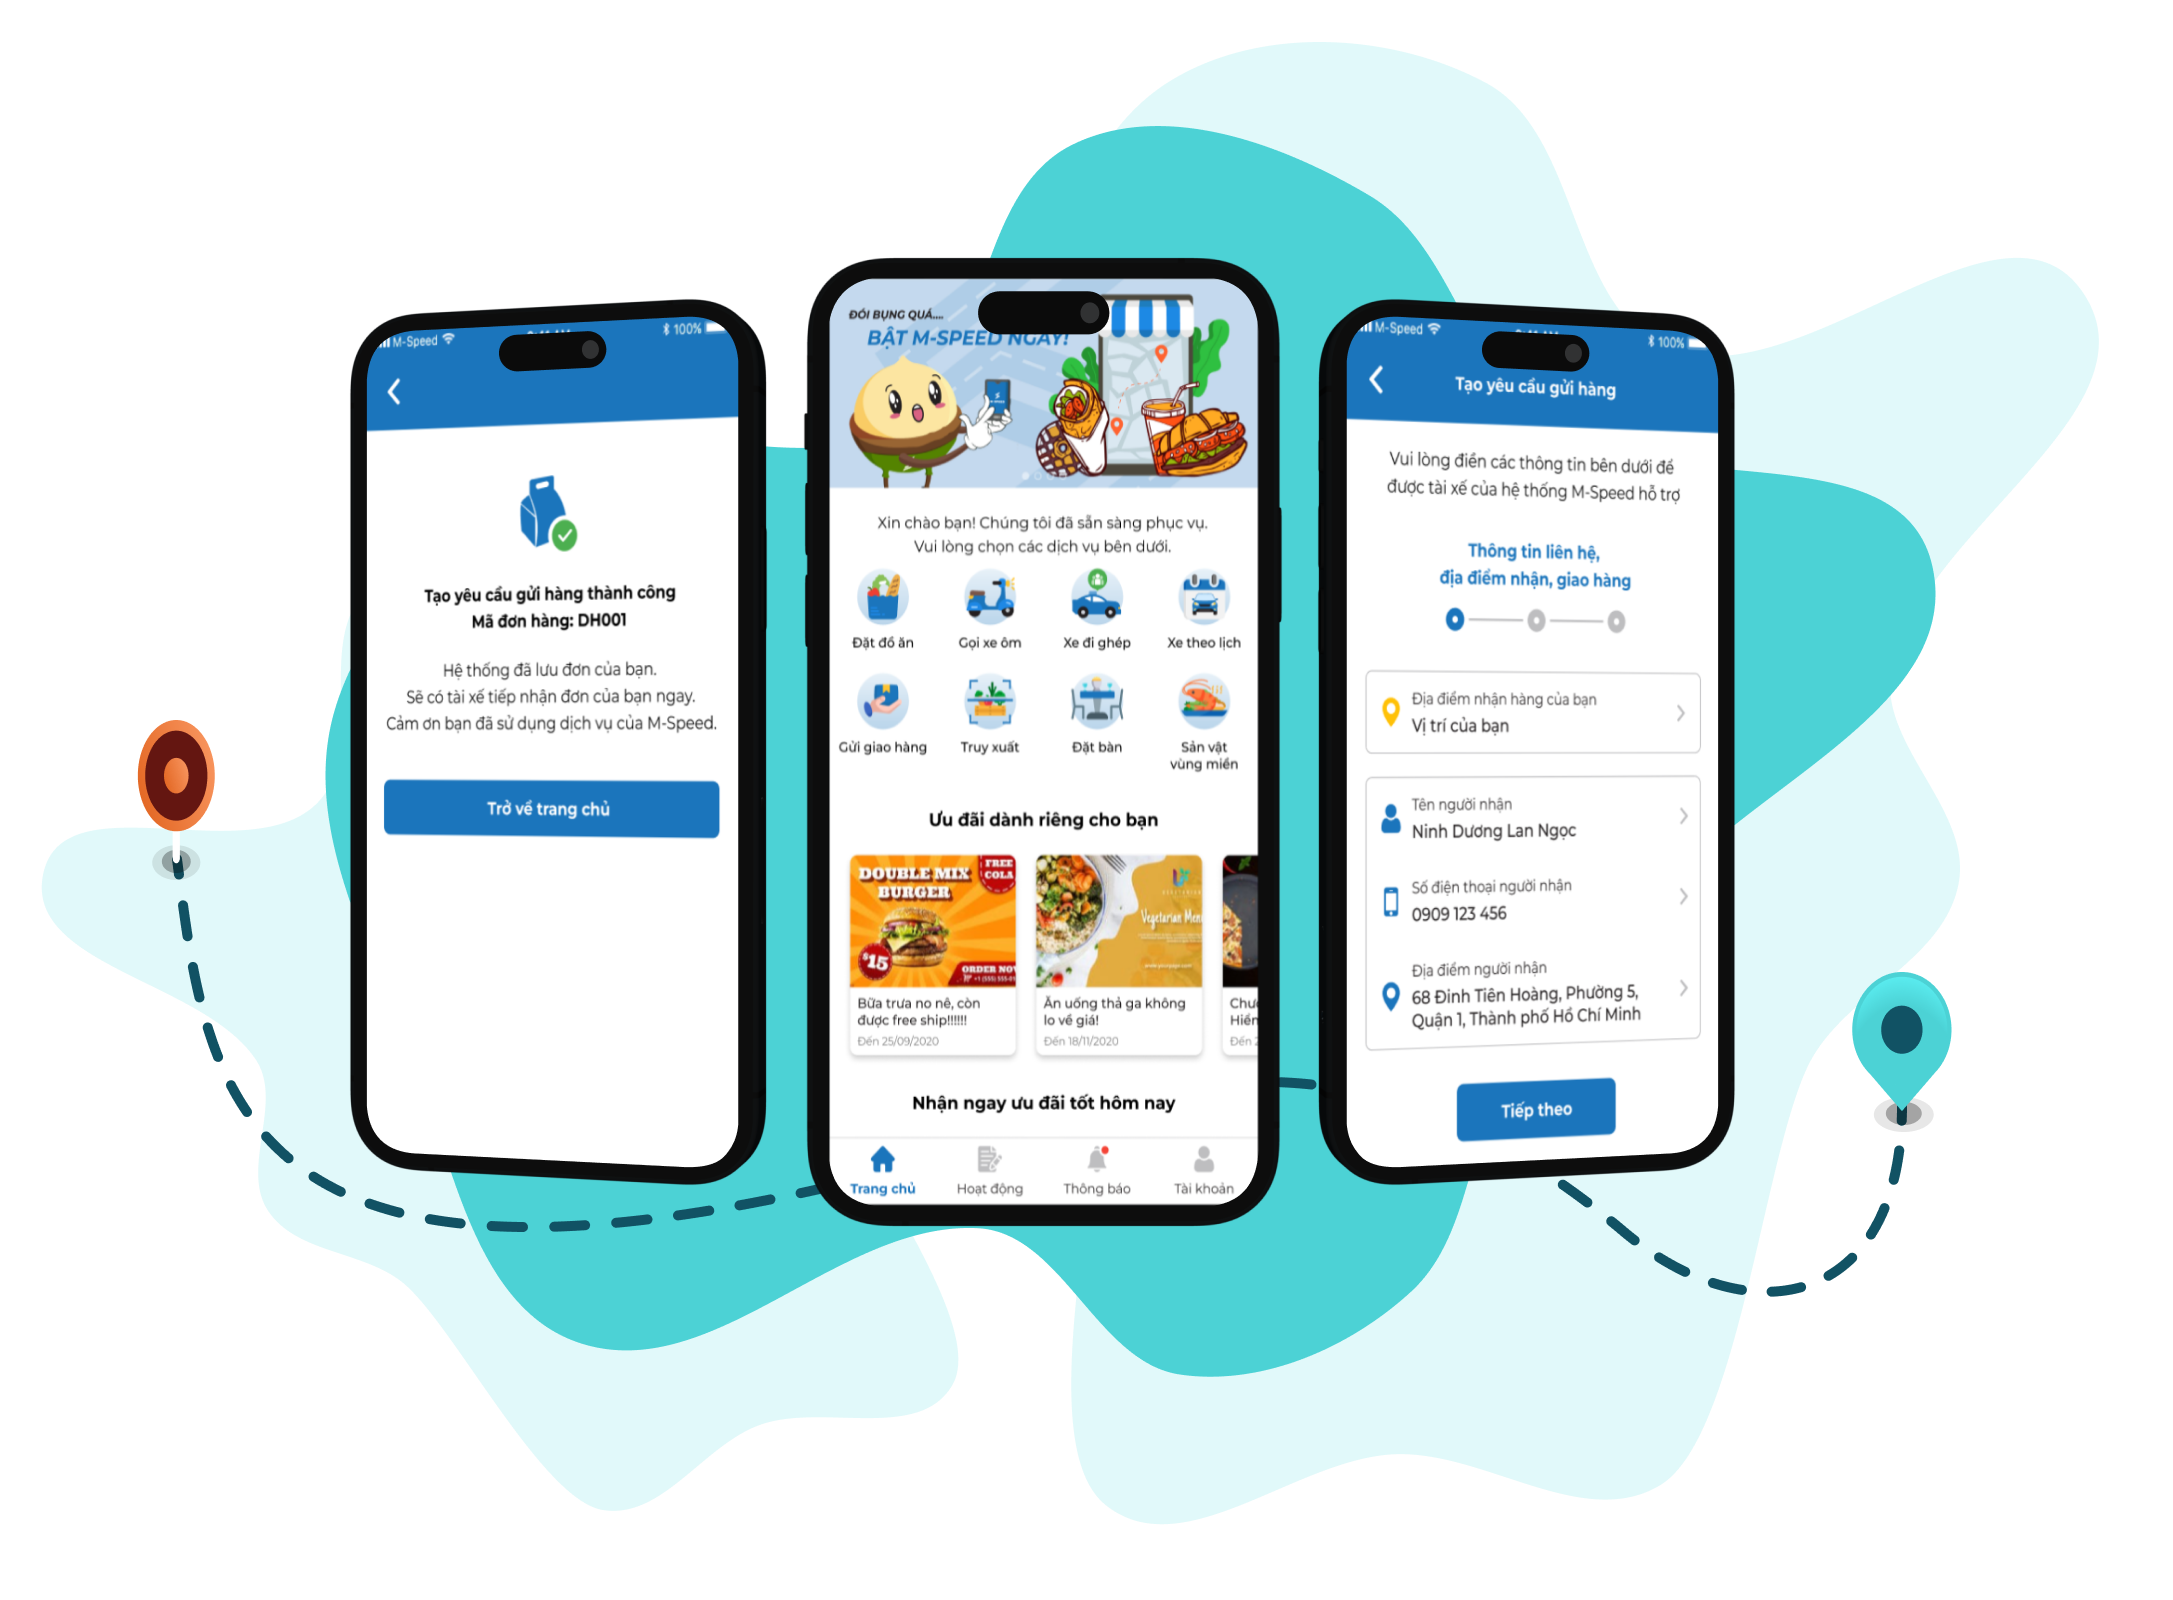 M-Speed
100%
Tạo yêu cầu gửi hàng thành công
Mã đơn hàng: DH001
Hệ thống đã lưu đơn của bạn.
Sẽ có tài xế tiếp nhận đơn của bạn ngay.
Cảm ơn bạn đã sử dụng dịch vụ của M-Speed.
Trở về trang chủ
ĐÓI BỤNG QUÁ....
BẬT M-SPEED NGAY!
Xin chào bạn! Chúng tôi đã sẵn sàng phục vụ.
Vui lòng chọn các dịch vụ bên dưới.
Đặt đồ ăn
Gọi xe ôm
Xe đi ghép
Xe theo lịch
Gửi giao hàng
Truy xuất
Đặt bàn
Sản vật
vùng miền
Ưu đãi dành riêng cho bạn
DOUBLE MIX
BURGER
FREE
COLA
$15
ORDER NOW
Vegetarian Menu
Bữa trưa no nê, còn
được free ship!!!!!!
Đến 25/09/2020
Ăn uống thả ga không
lo về giá!
Đến 18/11/2020
Hiền
Đến 2
Nhận ngay ưu đãi tốt hôm nay
Trang chủ
Hoạt động
Thông báo
Tài khoản
M-Speed
100%
Tạo yêu cầu gửi hàng
Vui lòng điền các thông tin bên dưới để
được tài xế của hệ thống M-Speed hỗ trợ
Thông tin liên hệ,
địa điểm nhận, giao hàng
Địa điểm nhận hàng của bạn
Vị trí của bạn
Tên người nhận
Ninh Dương Lan Ngọc
Số điện thoại người nhận
0909 123 456
Địa điểm người nhận
68 Đinh Tiên Hoàng, Phường 5,
Quận 1, Thành phố Hồ Chí Minh
Tiếp theo